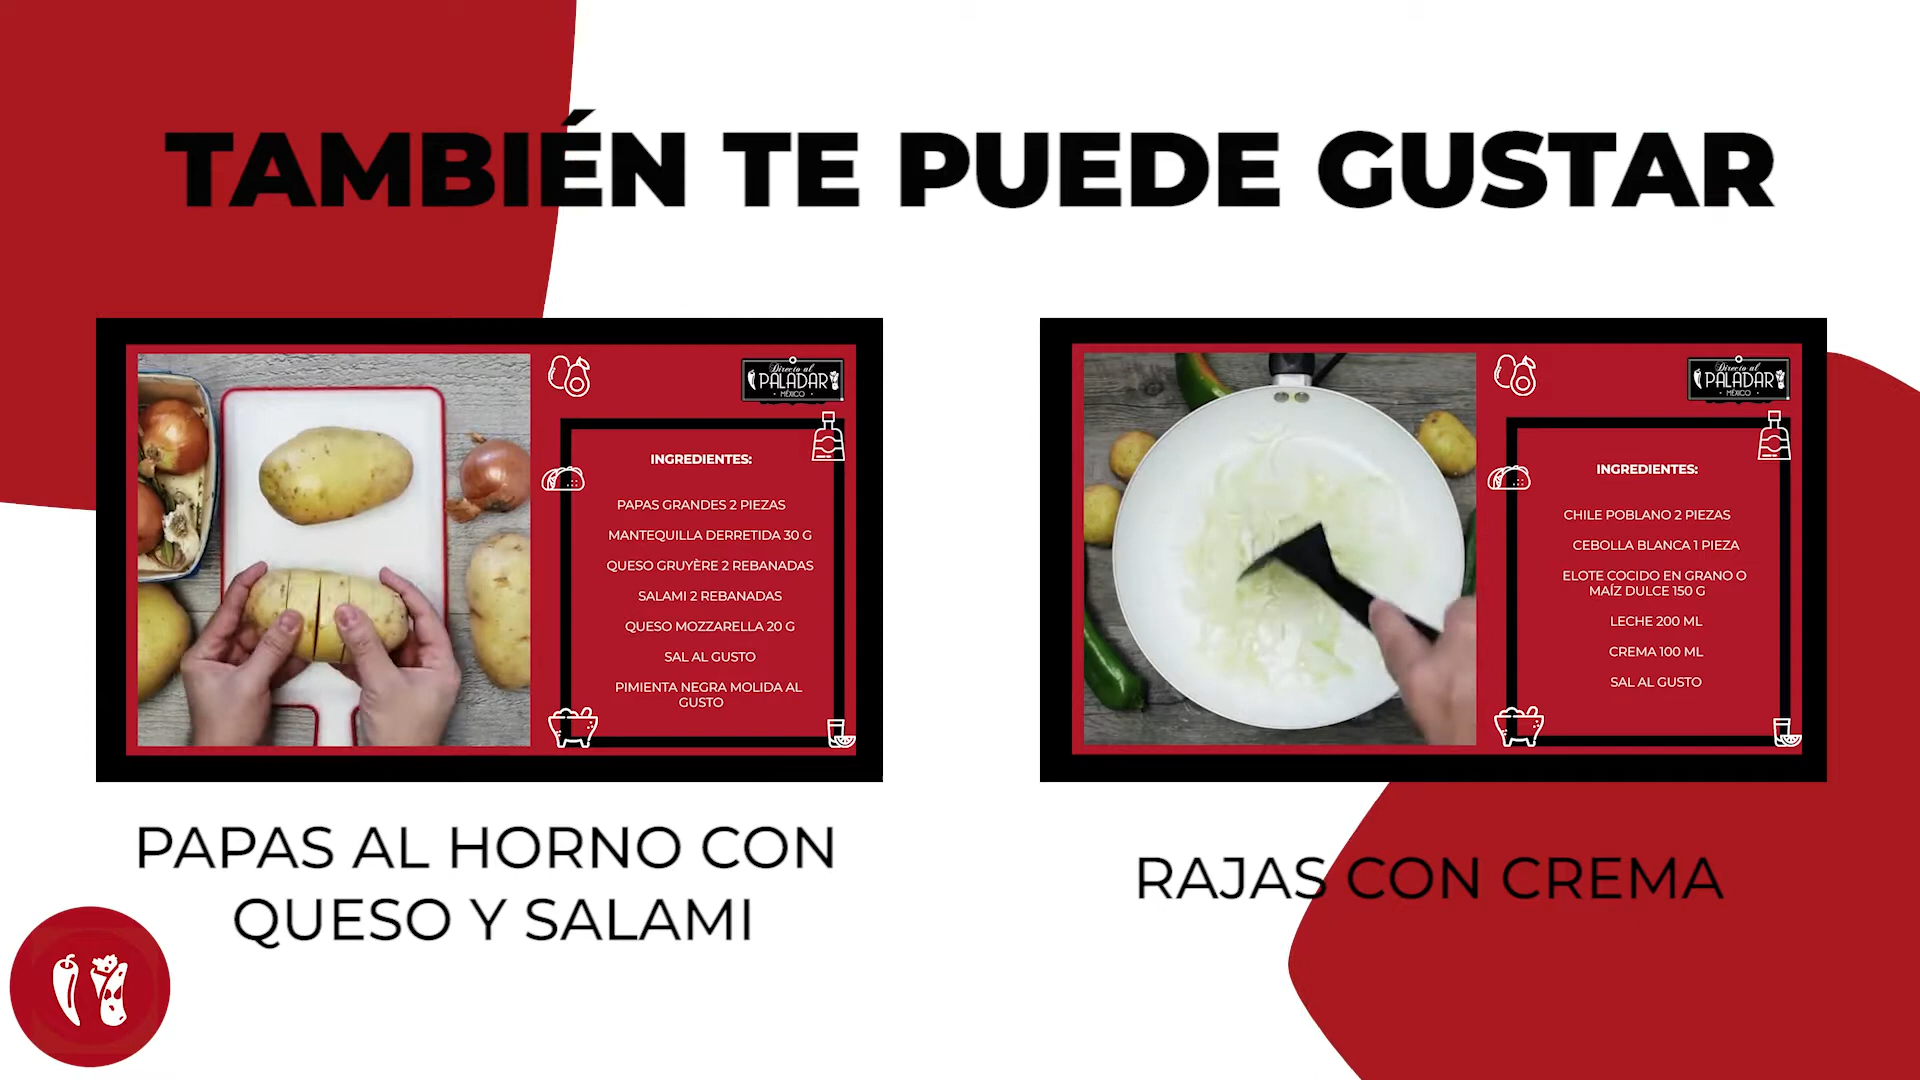 TAMBIÉN TE PUEDE GUSTAR
Directo al
PALADAR
MÉXICO
INGREDIENTES:
PAPAS GRANDES 2 PIEZAS
MANTEQUILLA DERRETIDA 30 G
QUESO GRUYÈRE 2 REBANADAS
SALAMI 2 REBANADAS
QUESO MOZZARELLA 20 G
SAL AL GUSTO
PIMIENTA NEGRA MOLIDA AL
GUSTO
PAPAS AL HORNO CON
QUESO Y SALAMI
Directo al
PALADAR
MÉXICO
INGREDIENTES:
CHILE POBLANO 2 PIEZAS
CEBOLLA BLANCA 1 PIEZA
ELOTE COCIDO EN GRANO O
MAÍZ DULCE 150 G
LECHE 200 ML
CREMA 100 ML
SAL AL GUSTO
RAJAS CON CREMA